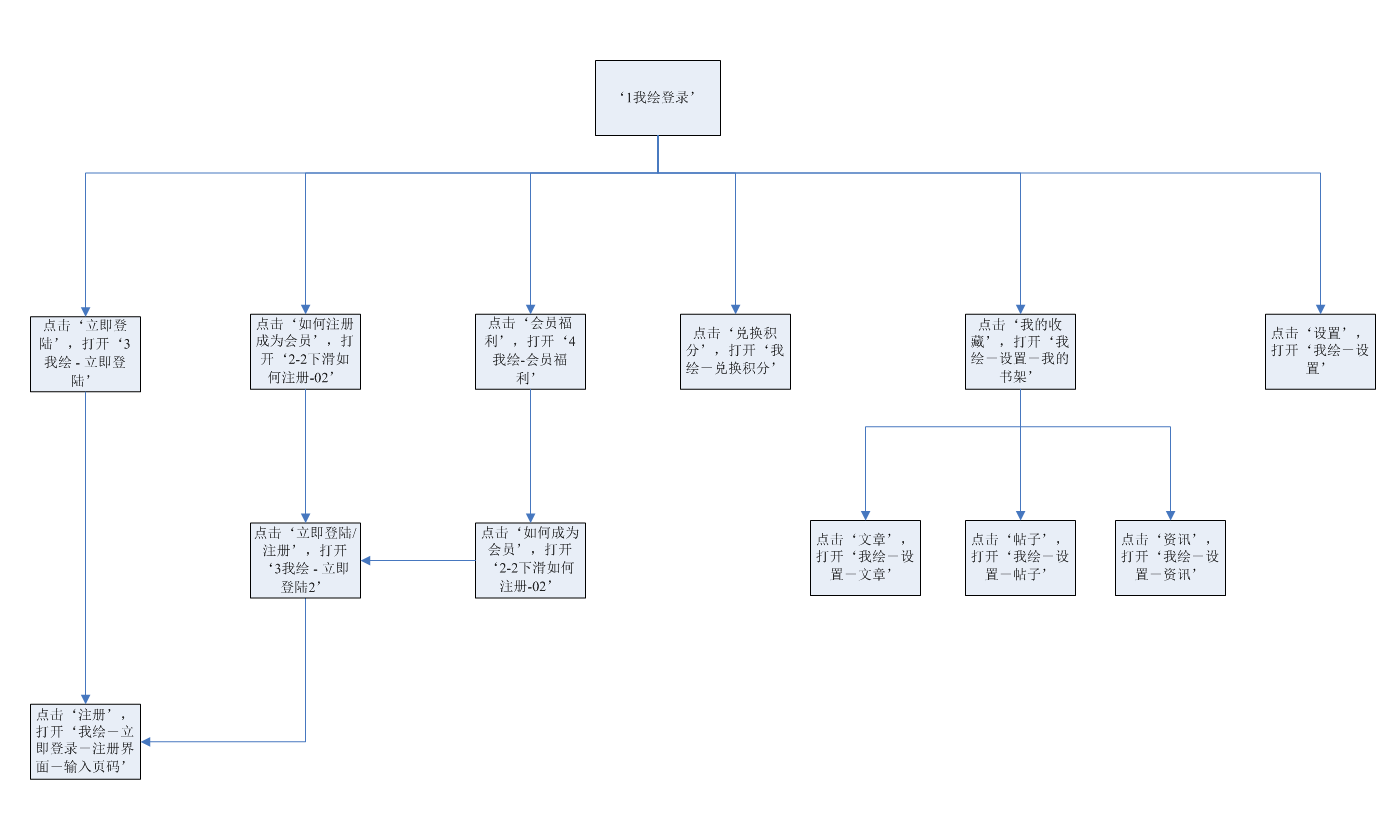 ‘1我绘登录’
点击‘立即登
陆’，打开‘3
我绘 - 立即登
陆’
点击‘如何注册
成为会员’，打
开‘2-2下滑如
何注册-02’
点击‘会员福
利’，打开‘4
我绘-会员福
利’
点击‘兑换积
分’，打开‘我
绘－兑换积分’
点击‘我的收
藏’，打开‘我
绘－设置－我的
书架’
点击‘设置’，
打开‘我绘－设
置’
点击‘立即登陆/
注册’，打开
‘3我绘 - 立即
登陆2’
点击‘如何成为
会员’，打开
‘2-2下滑如何
注册-02’
点击‘文章’，
打开‘我绘－设
置－文章’
点击‘帖子’，
打开‘我绘－设
置－帖子’
点击‘资讯’，
打开‘我绘－设
置－资讯’
点击‘注册’，
打开‘我绘－立
即登录－注册界
面－输入页码’